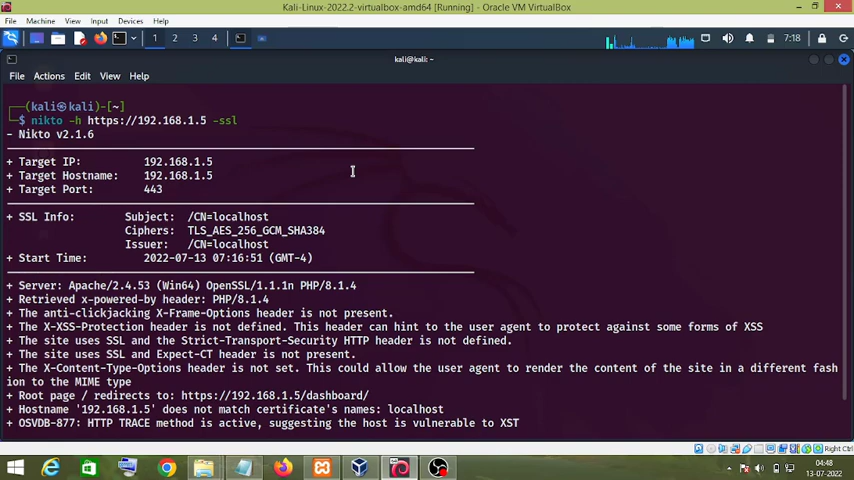 Kali-Linux-2022.2-virtualbox-amd64 [Running] - Oracle VM VirtualBox
File Machine View Input Devices Help
1 2 3 4 7:18
kali@kali: ~
File Actions Edit View Help
┌──(kali㉿kali)-[~]
└─$ nikto -h https://192.168.1.5 -ssl
- Nikto v2.1.6
+ Target IP: 192.168.1.5
+ Target Hostname: 192.168.1.5
+ Target Port: 443
+ SSL Info: Subject: /CN=localhost
Ciphers: TLS_AES_256_GCM_SHA384
Issuer: /CN=localhost
+ Start Time: 2022-07-13 07:16:51 (GMT-4)
+ Server: Apache/2.4.53 (Win64) OpenSSL/1.1.1n PHP/8.1.4
+ Retrieved x-powered-by header: PHP/8.1.4
+ The anti-clickjacking X-Frame-Options header is not present.
+ The X-XSS-Protection header is not defined. This header can hint to the user agent to protect against some forms of XSS
+ The site uses SSL and the Strict-Transport-Security HTTP header is not defined.
+ The site uses SSL and Expect-CT header is not present.
+ The X-Content-Type-Options header is not set. This could allow the user agent to render the content of the site in a different fash
ion to the MIME type
+ Root page / redirects to: https://192.168.1.5/dashboard/
+ Hostname '192.168.1.5' does not match certificate's names: localhost
+ OSVDB-877: HTTP TRACE method is active, suggesting the host is vulnerable to XST
Right Ctrl
04:48
13-07-2022